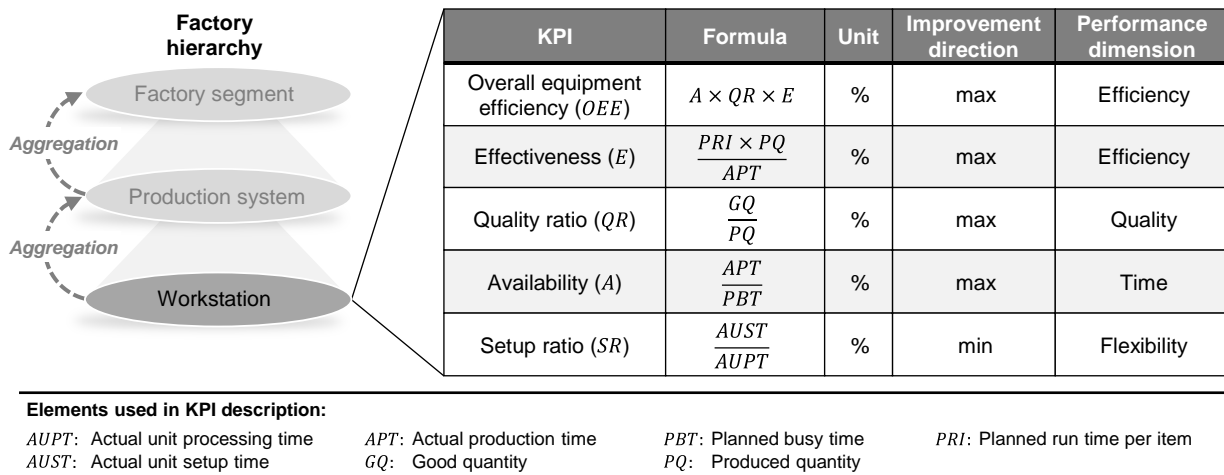 Factory
hierarchy
Factory segment
Aggregation
Production system
Aggregation
Workstation
KPI Formula Unit Improvement direction Performance dimension
Overall equipment efficiency (OEE) A × QR × E % max Efficiency
Effectiveness (E) PRI × PQ / APT % max Efficiency
Quality ratio (QR) GQ / PQ % max Quality
Availability (A) APT / PBT % max Time
Setup ratio (SR) AUST / AUPT % min Flexibility
Elements used in KPI description:
AUPT: Actual unit processing time APT: Actual production time PBT: Planned busy time PRI: Planned run time per item
AUST: Actual unit setup time GQ: Good quantity PQ: Produced quantity